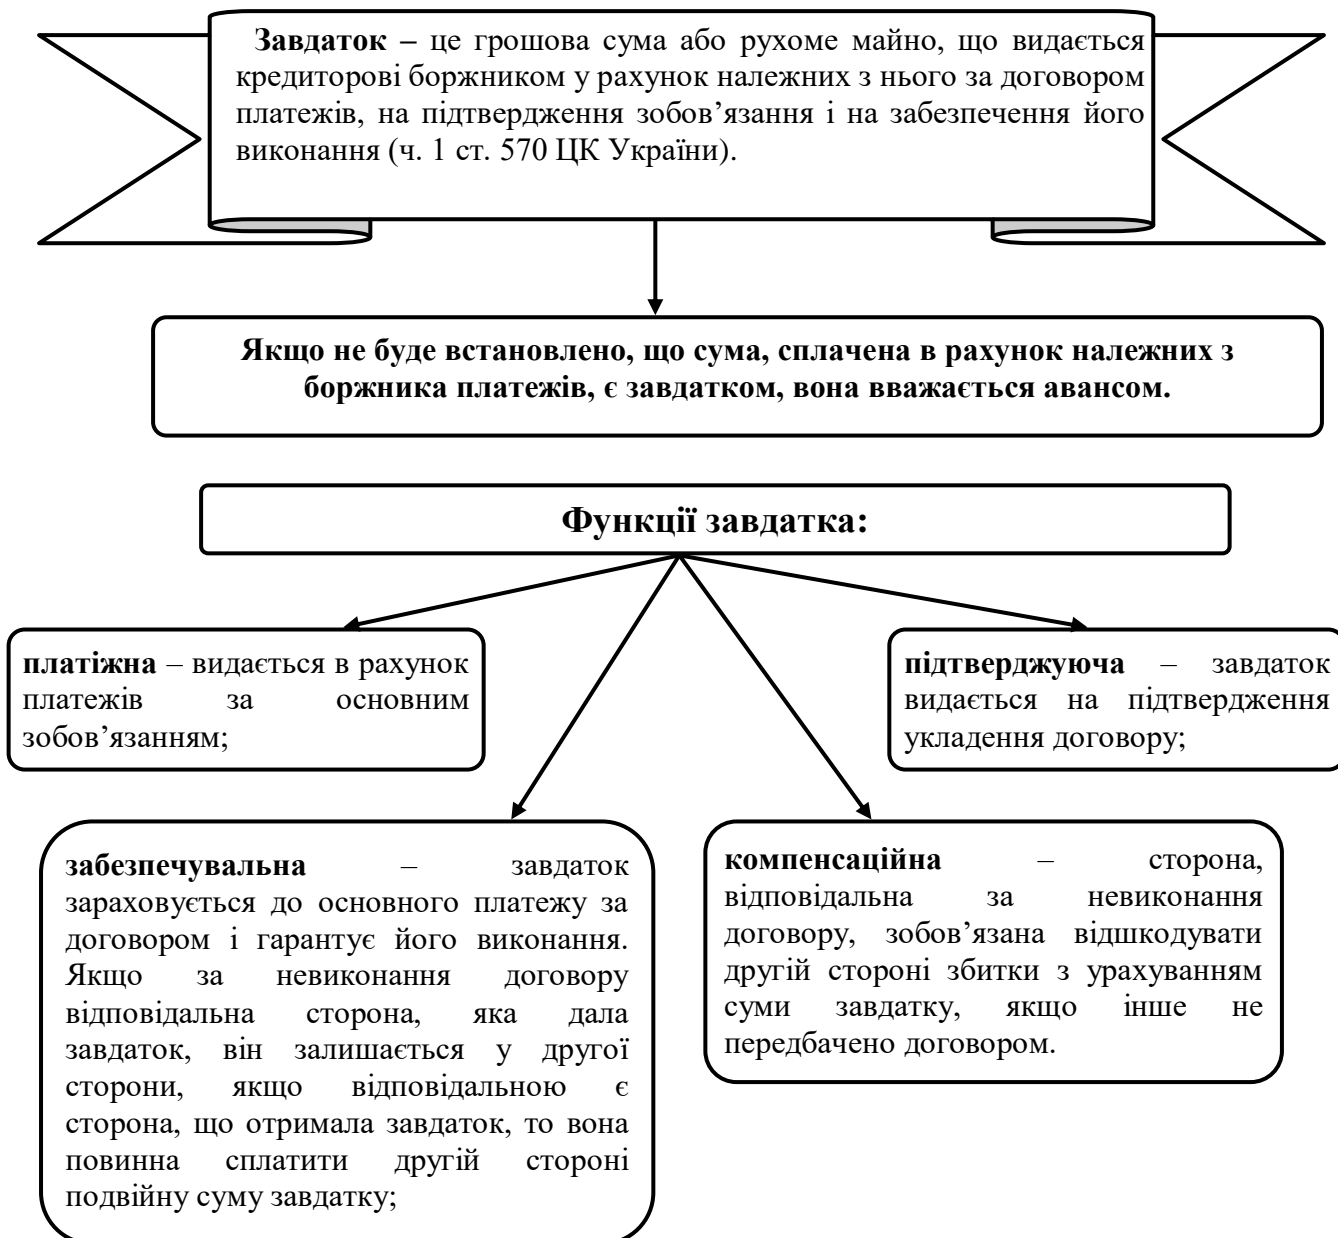 Завдаток – це грошова сума або рухоме майно, що видається
кредиторові боржником у рахунок належних з нього за договором
платежів, на підтвердження зобов’язання і на забезпечення його
виконання (ч. 1 ст. 570 ЦК України).
Якщо не буде встановлено, що сума, сплачена в рахунок належних з
боржника платежів, є завдатком, вона вважається авансом.
Функції завдатка:
платіжна – видається в рахунок
платежів за основним
зобов’язанням;
підтверджуюча – завдаток
видається на підтвердження
укладення договору;
забезпечувальна – завдаток
зараховується до основного платежу за
договором і гарантує його виконання.
Якщо за невиконання договору
відповідальна сторона, яка дала
завдаток, він залишається у другої
сторони, якщо відповідальною є
сторона, що отримала завдаток, то вона
повинна сплатити другій стороні
подвійну суму завдатку;
компенсаційна – сторона,
відповідальна за невиконання
договору, зобов’язана відшкодувати
другій стороні збитки з урахуванням
суми завдатку, якщо інше не
передбачено договором.